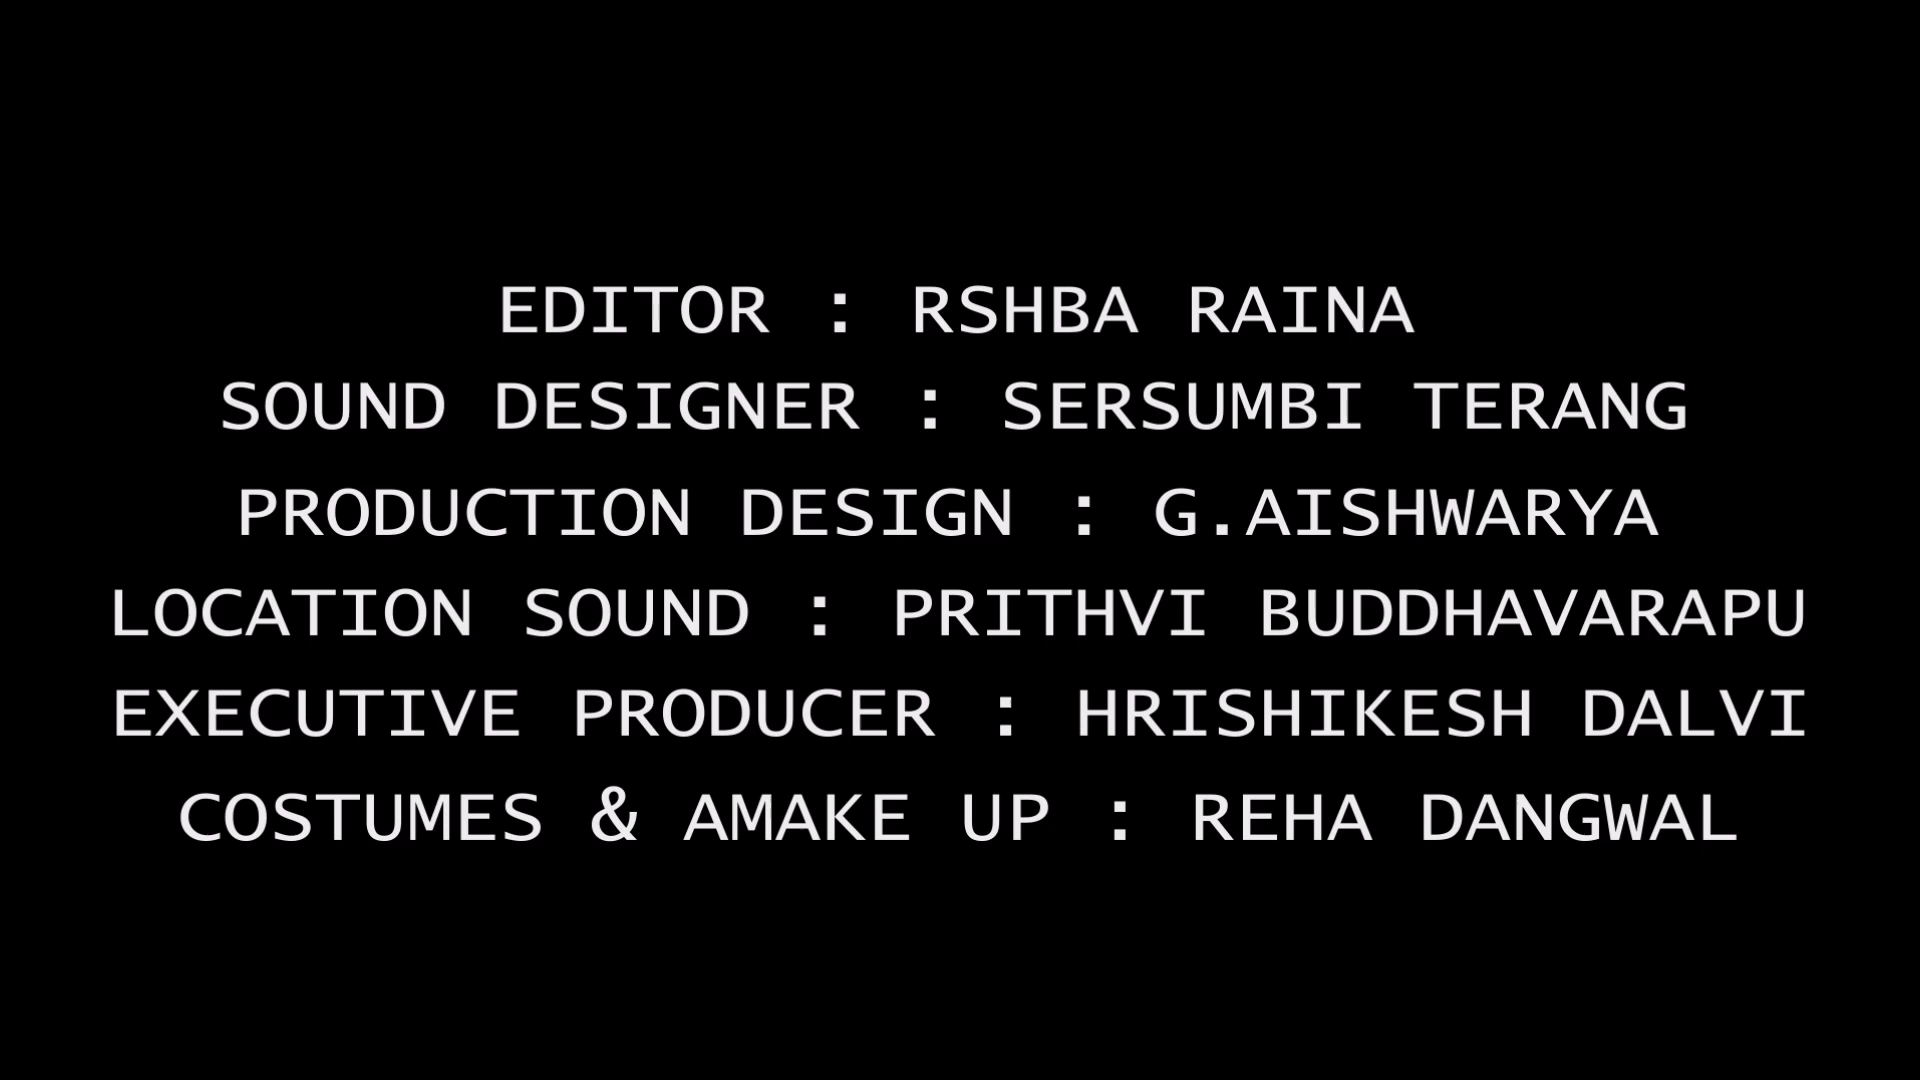 EDITOR : RSHBA RAINA
SOUND DESIGNER : SERSUMBI TERANG
PRODUCTION DESIGN : G.AISHWARYA
LOCATION SOUND : PRITHVI BUDDHAVARAPU
EXECUTIVE PRODUCER : HRISHIKESH DALVI
COSTUMES & AMAKE UP : REHA DANGWAL